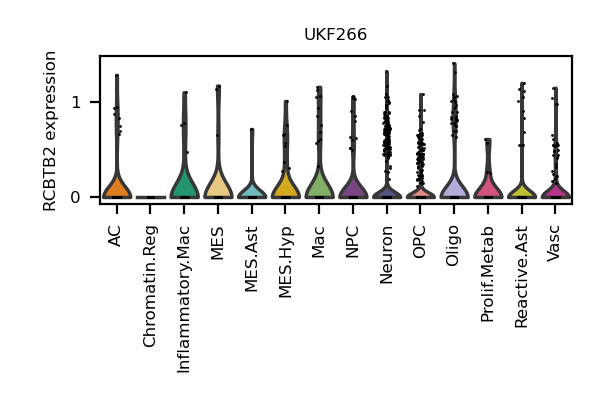 UKF266
RCBTB2 expression
1
0
AC
Chromatin.Reg
Inflammatory.Mac
MES
MES.Ast
MES.Hyp
Mac
NPC
Neuron
OPC
Oligo
Prolif.Metab
Reactive.Ast
Vasc